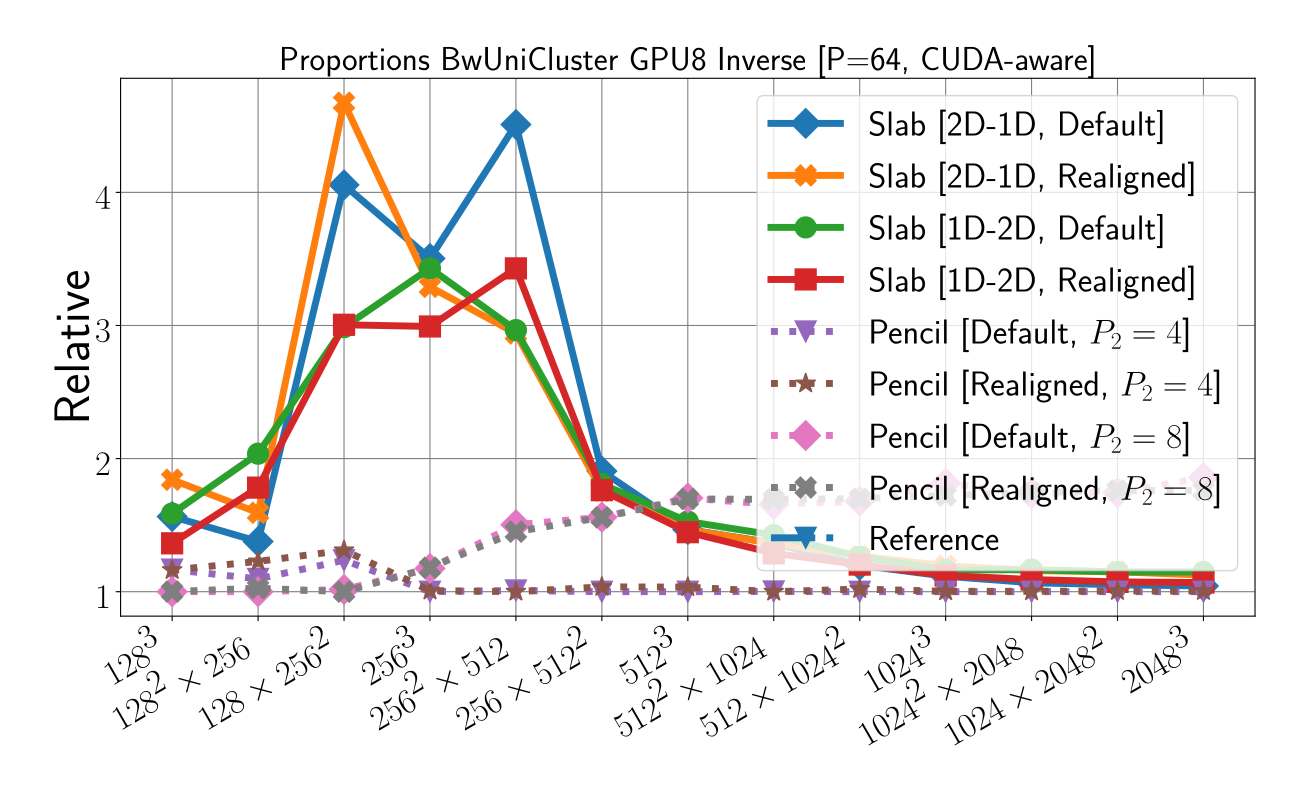 Proportions BwUniCluster GPU8 Inverse [P=64, CUDA-aware]
Relative
4
3
2
1
Slab [2D-1D, Default]
Slab [2D-1D, Realigned]
Slab [1D-2D, Default]
Slab [1D-2D, Realigned]
Pencil [Default, P₂ = 4]
Pencil [Realigned, P₂ = 4]
Pencil [Default, P₂ = 8]
Pencil [Realigned, P₂ = 8]
Reference
128³
128² × 256
128 × 256²
256³
256² × 512
256 × 512²
512³
512² × 1024
512 × 1024²
1024³
1024² × 2048
1024 × 2048²
2048³